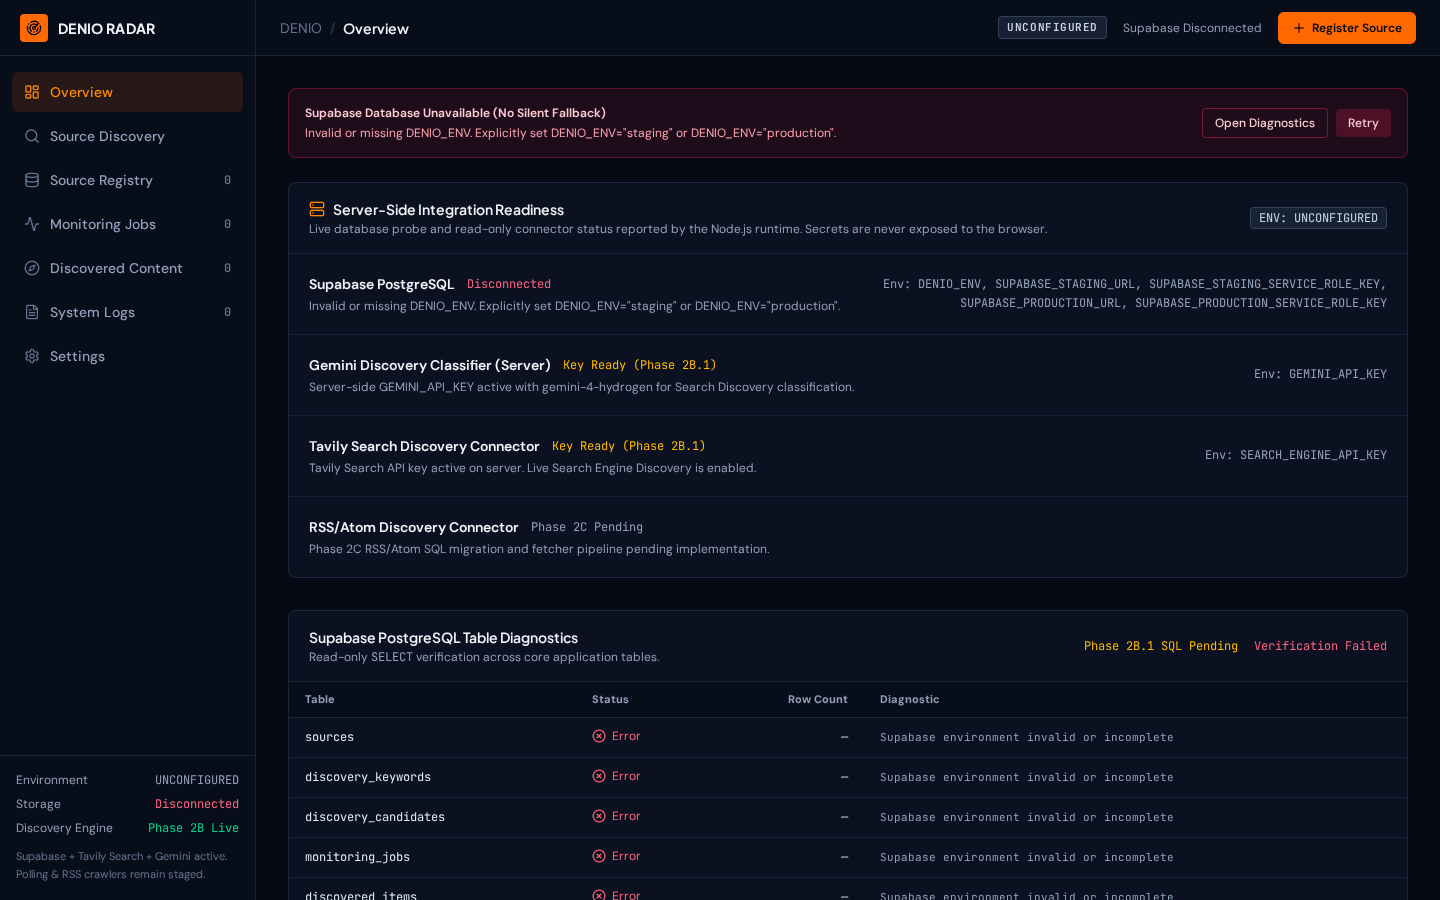 DENIO RADAR
DENIO / Overview
UNCONFIGURED
Supabase Disconnected
Register Source
Overview
Source Discovery
Source Registry 0
Monitoring Jobs 0
Discovered Content 0
System Logs 0
Settings
Supabase Database Unavailable (No Silent Fallback)
Invalid or missing DENIO_ENV. Explicitly set DENIO_ENV="staging" or DENIO_ENV="production".
Open Diagnostics
Retry
Server-Side Integration Readiness
Live database probe and read-only connector status reported by the Node.js runtime. Secrets are never exposed to the browser.
ENV: UNCONFIGURED
Supabase PostgreSQL Disconnected
Invalid or missing DENIO_ENV. Explicitly set DENIO_ENV="staging" or DENIO_ENV="production".
Env: DENIO_ENV, SUPABASE_STAGING_URL, SUPABASE_STAGING_SERVICE_ROLE_KEY,
SUPABASE_PRODUCTION_URL, SUPABASE_PRODUCTION_SERVICE_ROLE_KEY
Gemini Discovery Classifier (Server) Key Ready (Phase 2B.1)
Server-side GEMINI_API_KEY active with gemini-4-hydrogen for Search Discovery classification.
Env: GEMINI_API_KEY
Tavily Search Discovery Connector Key Ready (Phase 2B.1)
Tavily Search API key active on server. Live Search Engine Discovery is enabled.
Env: SEARCH_ENGINE_API_KEY
RSS/Atom Discovery Connector Phase 2C Pending
Phase 2C RSS/Atom SQL migration and fetcher pipeline pending implementation.
Supabase PostgreSQL Table Diagnostics
Read-only SELECT verification across core application tables.
Phase 2B.1 SQL Pending Verification Failed
Table Status Row Count Diagnostic
sources Error — Supabase environment invalid or incomplete
discovery_keywords Error — Supabase environment invalid or incomplete
discovery_candidates Error — Supabase environment invalid or incomplete
monitoring_jobs Error — Supabase environment invalid or incomplete
discovered_items Error — Supabase environment invalid or incomplete
Environment UNCONFIGURED
Storage Disconnected
Discovery Engine Phase 2B Live
Supabase + Tavily Search + Gemini active.
Polling & RSS crawlers remain staged.